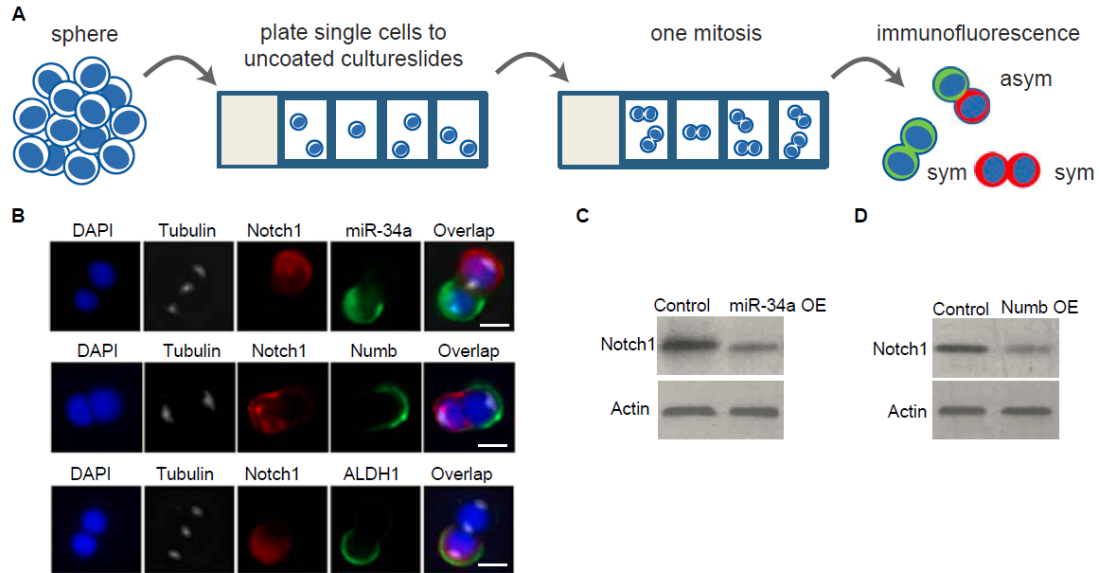 A
sphere
plate single cells to
uncoated cultureslides
one mitosis
immunofluorescence
asym
sym
sym
B
DAPI Tubulin Notch1 miR-34a Overlap
DAPI Tubulin Notch1 Numb Overlap
DAPI Tubulin Notch1 ALDH1 Overlap
C
Control miR-34a OE
Notch1
Actin
D
Control Numb OE
Notch1
Actin